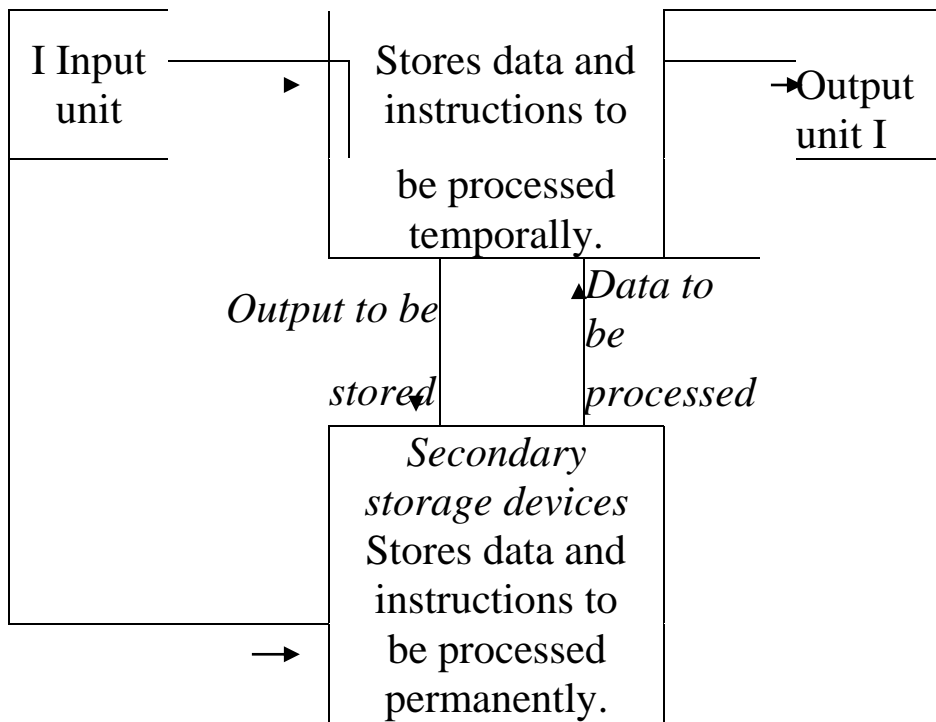 I Input
unit
Stores data and
instructions to
be processed
temporally.
Output
unit I
Output to be
stored
Data to
be
processed
Secondary
storage devices
Stores data and
instructions to
be processed
permanently.